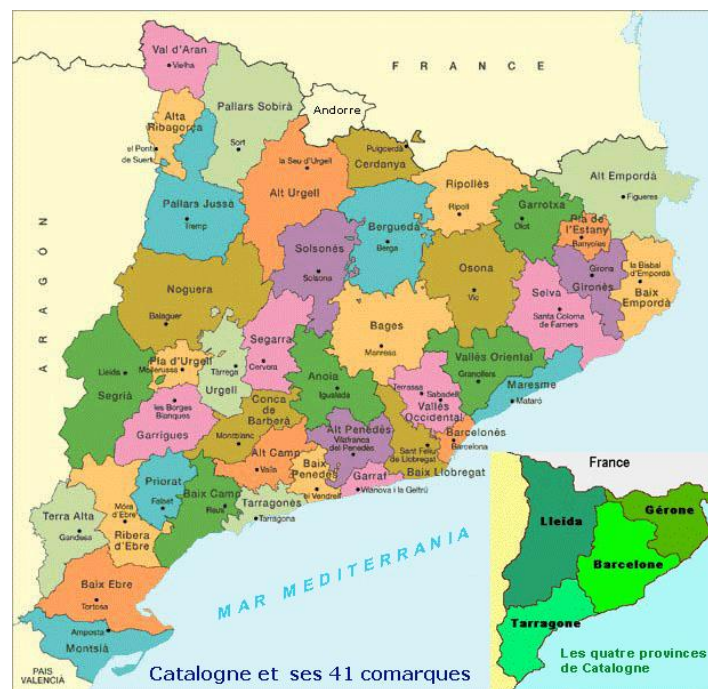 Val d'Aran
Vielha
FRANCE
Pallars Sobirà
Sort
Andorre
Alta
Ribagorça
el Pont
de Suert
Puigcerdà
Cerdanya
la Seu d'Urgell
Alt Urgell
Ripollès
Ripoll
Alt Empordà
Figueres
Garrotxa
Olot
Pla de
l'Estany
Banyoles
Pallars Jussà
Tremp
Berguedà
Berga
Solsonès
Solsona
Osona
Vic
Girona
Gironès
la Bisbal
d'Empordà
Baix
Empordà
Selva
Santa Coloma
de Farners
ARAGON
Noguera
Balaguer
Bages
Manresa
Segarra
Cervera
Vallès Oriental
Granollers
Pla d'Urgell
Mollerussa
Lleida
Segrià
Tàrrega
Urgell
Anoia
Igualada
Terrassa
Sabadell
Vallès
Occidental
Maresme
Mataró
les Borges
Blanques
Garrigues
Conca
de
Barberà
Montblanc
Alt Penedès
Vilafranca
del Penedès
Barcelonès
Barcelona
Sant Feliu
de Llobregat
Baix Llobregat
Alt Camp
Valls
Baix
Penedès
el Vendrell
Garraf
Vilanova i la Geltrú
Priorat
Falset
Baix Camp
Reus
Tarragonès
Tarragona
Terra Alta
Gandesa
Móra
d'Ebre
Ribera
d'Ebre
Baix Ebre
Tortosa
Amposta
Montsià
MAR MEDITERRANIA
PAIS
VALENCIÀ
Catalogne et ses 41 comarques
France
Lleida
Gérone
Barcelone
Tarragone
Les quatre provinces
de Catalogne